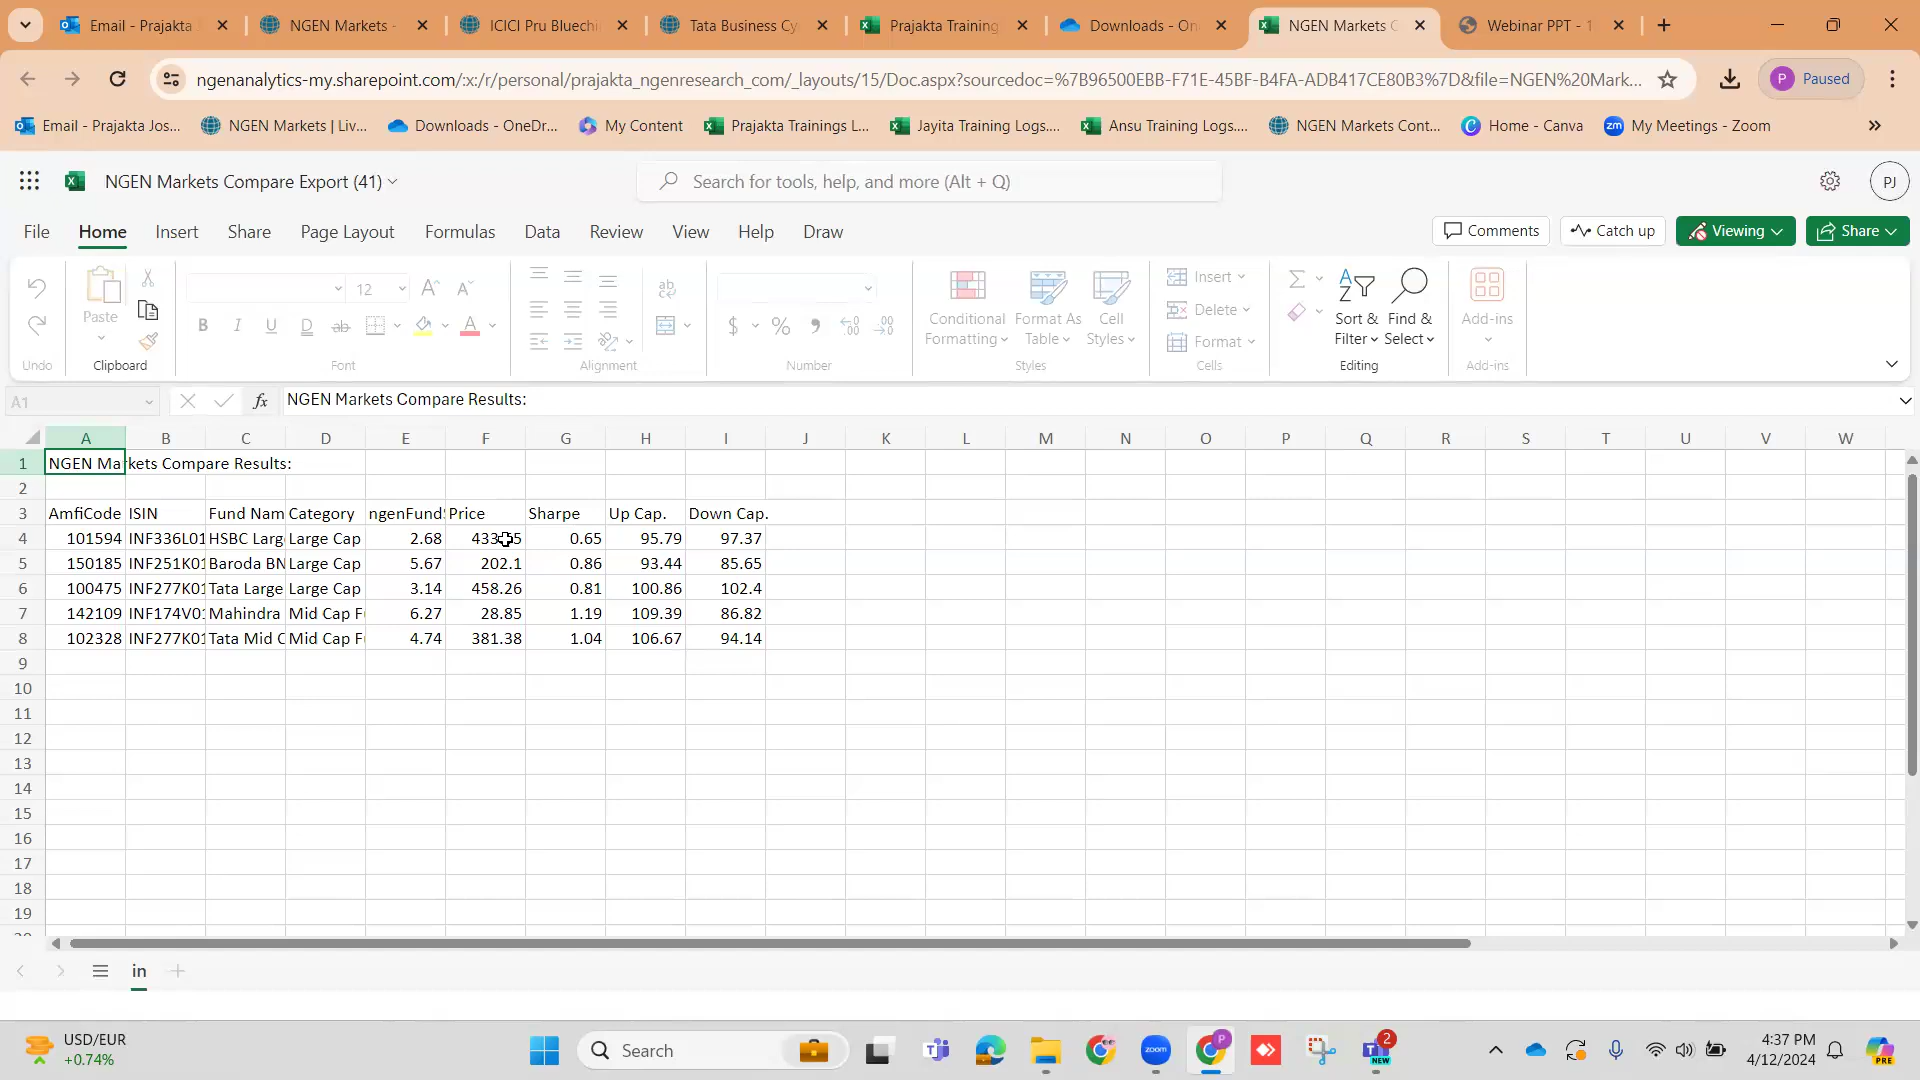 Email - Prajakta
NGEN Markets -
ICICI Pru Bluechi
Tata Business Cy
Prajakta Training
Downloads - On
NGEN Markets C
Webinar PPT - 1
ngenanalytics-my.sharepoint.com/:x:/r/personal/prajakta_ngenresearch_com/_layouts/15/Doc.aspx?sourcedoc=%7B96500EBB-F71E-45BF-B4FA-ADB417CE80B3%7D&file=NGEN%20Mark...
P Paused
Email - Prajakta Jos...
NGEN Markets | Liv...
Downloads - OneDr...
My Content
Prajakta Trainings L...
Jayita Training Logs....
Ansu Training Logs....
NGEN Markets Cont...
Home - Canva
My Meetings - Zoom
NGEN Markets Compare Export (41)
Search for tools, help, and more (Alt + Q)
PJ
File Home Insert Share Page Layout Formulas Data Review View Help Draw
Comments Catch up Viewing Share
Paste
12
Conditional Formatting
Format As Table
Cell Styles
Insert
Delete
Format
Sort & Filter
Find & Select
Add-ins
Undo Clipboard Font Alignment Number Styles Cells Editing Add-ins
A1 fx NGEN Markets Compare Results:
A B C D E F G H I J K L M N O P Q R S T U V W
1 NGEN Markets Compare Results:
2
3 AmfiCode ISIN Fund Nam Category ngenFund Price Sharpe Up Cap. Down Cap.
4 101594 INF336L01 HSBC Larg Large Cap 2.68 0.65 95.79 97.37
5 150185 INF251K01 Baroda BN Large Cap 5.67 202.1 0.86 93.44 85.65
6 100475 INF277K01 Tata Large Large Cap 3.14 458.26 0.81 100.86 102.4
7 142109 INF174V01 Mahindra Mid Cap F 6.27 28.85 1.19 109.39 86.82
8 102328 INF277K01 Tata Mid C Mid Cap F 4.74 381.38 1.04 106.67 94.14
9
10
11
12
13
14
15
16
17
18
19
in
USD/EUR
+0.74%
Search
zoom
P
2
NEW
4:37 PM
4/12/2024
PRE